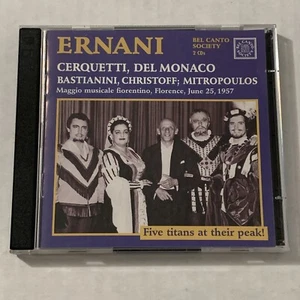 ERNANI
BEL CANTO
SOCIETY
2 CDs
CERQUETTI, DEL MONACO
BASTIANINI, CHRISTOFF; MITROPOULOS
Maggio musicale fiorentino, Florence, June 25, 1957
Five titans at their peak!